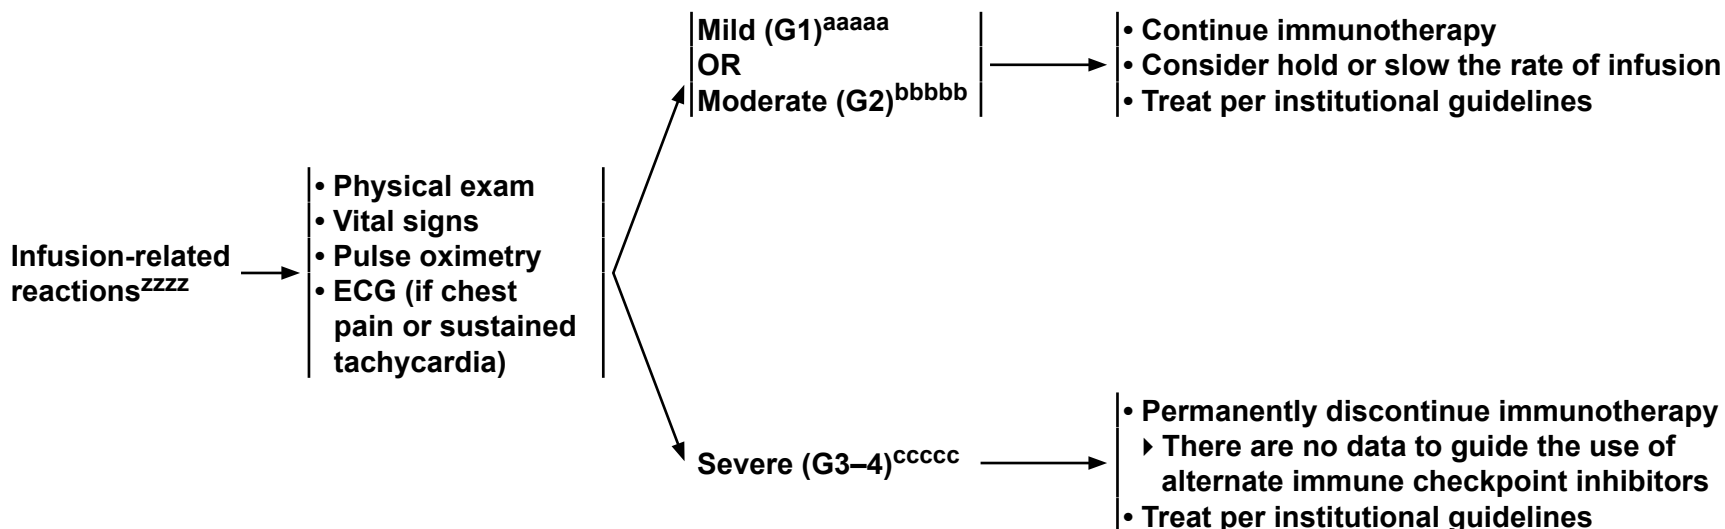 Infusion-related
reactionszzzz
• Physical exam
• Vital signs
• Pulse oximetry
• ECG (if chest
pain or sustained
tachycardia)
Mild (G1)aaaaa
OR
Moderate (G2)bbbbb
• Continue immunotherapy
• Consider hold or slow the rate of infusion
• Treat per institutional guidelines
Severe (G3–4)ccccc
• Permanently discontinue immunotherapy
▸ There are no data to guide the use of
alternate immune checkpoint inhibitors
• Treat per institutional guidelines